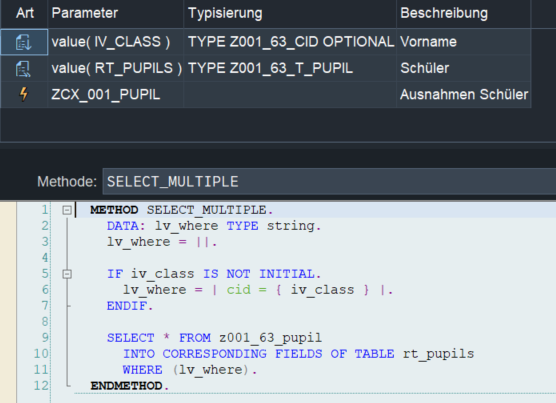 Art Parameter Typisierung Beschreibung
value( IV_CLASS ) TYPE Z001_63_CID OPTIONAL Vorname
value( RT_PUPILS ) TYPE Z001_63_T_PUPIL Schüler
ZCX_001_PUPIL Ausnahmen Schüler
Methode: SELECT_MULTIPLE
1 METHOD SELECT_MULTIPLE.
2 DATA: lv_where TYPE string.
3 lv_where = ||.
4
5 IF iv_class IS NOT INITIAL.
6 lv_where = | cid = { iv_class } |.
7 ENDIF.
8
9 SELECT * FROM z001_63_pupil
10 INTO CORRESPONDING FIELDS OF TABLE rt_pupils
11 WHERE (lv_where).
12 ENDMETHOD.